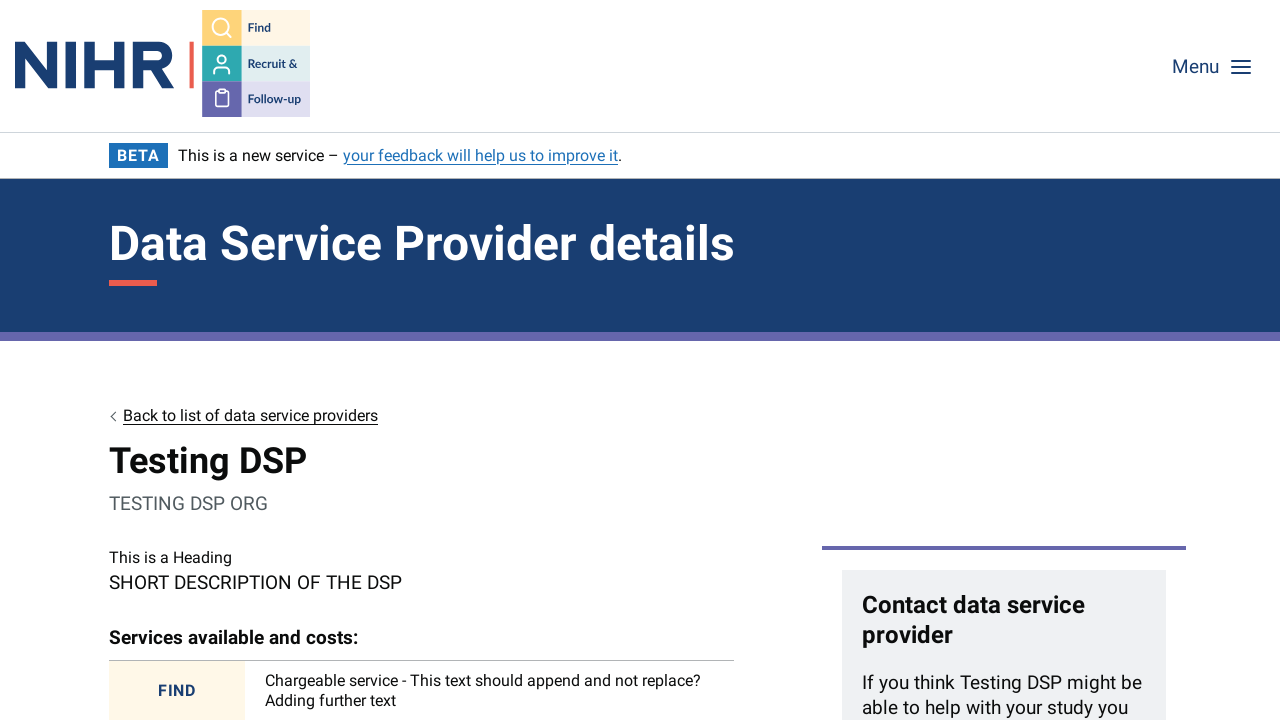 NIHR
Find
Recruit &
Follow-up
Menu
BETA This is a new service – your feedback will help us to improve it.
Data Service Provider details
Back to list of data service providers
Testing DSP
TESTING DSP ORG
This is a Heading
SHORT DESCRIPTION OF THE DSP
Services available and costs:
FIND
Chargeable service - This text should append and not replace?
Adding further text
Contact data service
provider
If you think Testing DSP might be
able to help with your study you